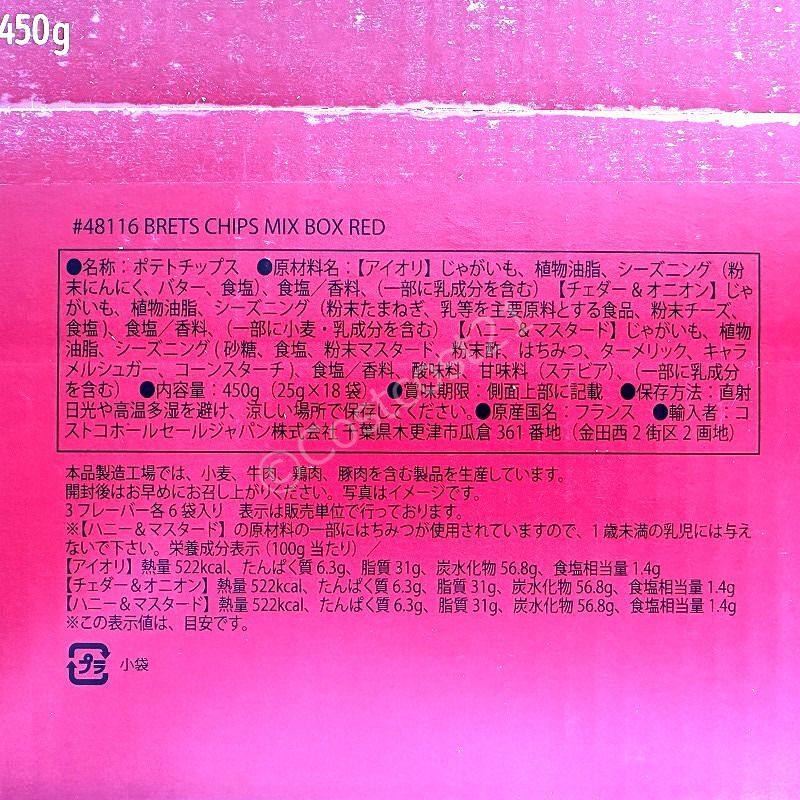 450g
#48116 BRETS CHIPS MIX BOX RED
●名称：ポテトチップス　●原材料名：【アイオリ】じゃがいも、植物油脂、シーズニング（粉
末にんにく、バター、食塩）、食塩／香料、（一部に乳成分を含む）【チェダー＆オニオン】じゃ
がいも、植物油脂、シーズニング（粉末たまねぎ、乳等を主要原料とする食品、粉末チーズ、
食塩）、食塩／香料、（一部に小麦・乳成分を含む）【ハニー＆マスタード】じゃがいも、植物
油脂、シーズニング（砂糖、食塩、粉末マスタード、粉末酢、はちみつ、ターメリック、キャラ
メルシュガー、コーンスターチ）、食塩／香料、酸味料、甘味料（ステビア）、（一部に乳成分
を含む）　●内容量：450g（25g×18袋）●賞味期限：側面上部に記載　●保存方法：直射
日光や高温多湿を避け、涼しい場所で保存してください。●原産国名：フランス　●輸入者：コ
ストコホールセールジャパン株式会社 千葉県木更津市瓜倉 361 番地（金田西２街区２画地）
本品製造工場では、小麦、牛肉、鶏肉、豚肉を含む製品を生産しています。
開封後はお早めにお召し上がりください。写真はイメージです。
3 フレーバー各 6 袋入り　表示は販売単位で行っております。
※【ハニー＆マスタード】の原材料の一部にはちみつが使用されていますので、1 歳未満の乳児には与え
ないで下さい。栄養成分表示（100g 当たり）／
【アイオリ】熱量 522kcal、たんぱく質 6.3g、脂質 31g、炭水化物 56.8g、食塩相当量 1.4g
【チェダー＆オニオン】熱量 522kcal、たんぱく質 6.3g、脂質 31g、炭水化物 56.8g、食塩相当量 1.4g
【ハニー＆マスタード】熱量 522kcal、たんぱく質 6.3g、脂質 31g、炭水化物 56.8g、食塩相当量 1.4g
※この表示値は、目安です。
プラ 小袋